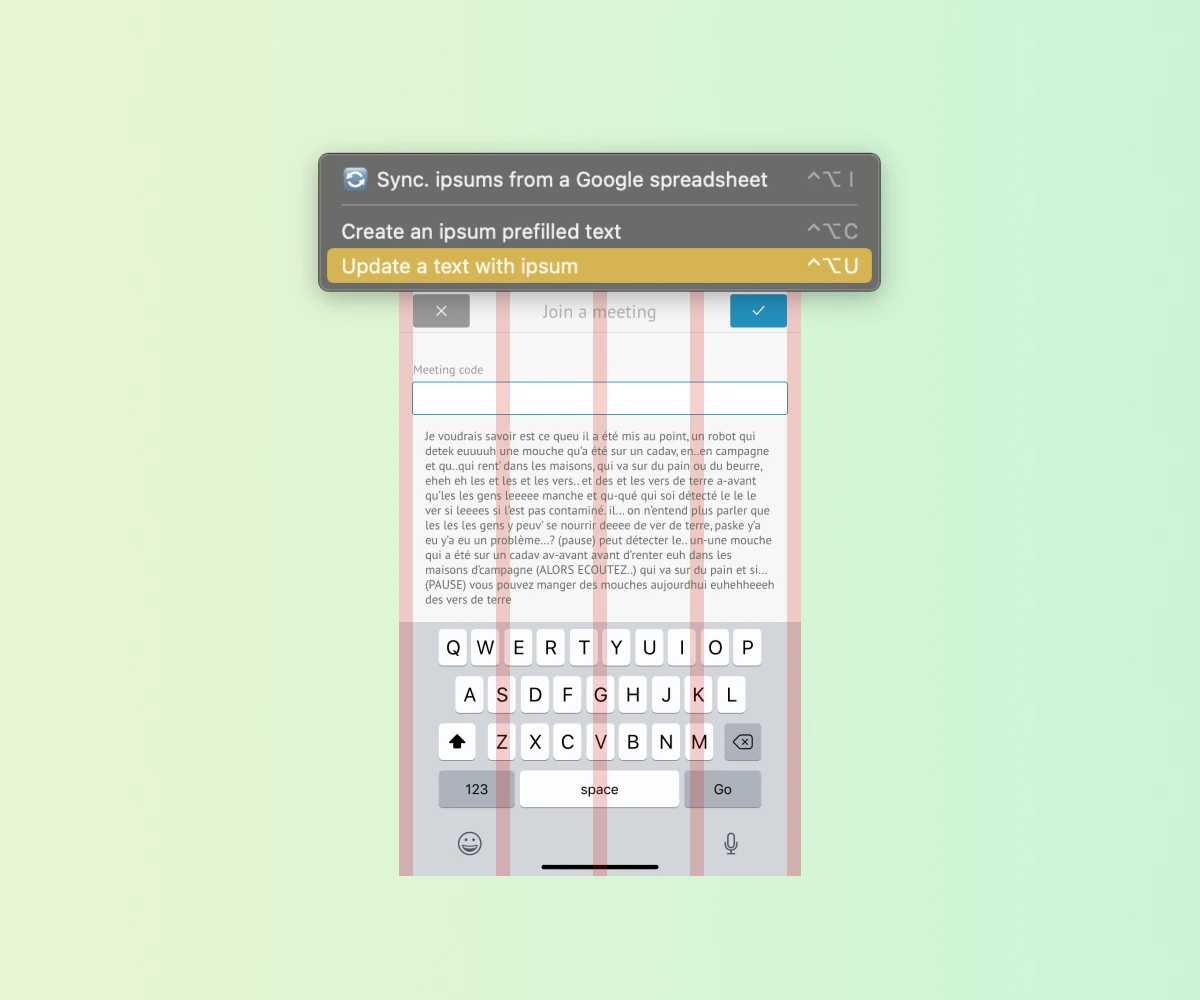 Sync. ipsums from a Google spreadsheet ^⌥ I
Create an ipsum prefilled text ^⌥C
Update a text with ipsum ^⌥U
Join a meeting
Meeting code
Je voudrais savoir est ce queu il a été mis au point, un robot qui
detek euuuuh une mouche qu'a été sur un cadav, en..en campagne
et qu..qui rent' dans les maisons, qui va sur du pain ou du beurre,
eheh eh les et les et les vers.. et des et les vers de terre a-avant
qu'les les gens leeeee manche et qu-qué qui soi détecté le le le
ver si leeees si l'est pas contaminé. il... on n'entend plus parler que
les les les gens y peuv' se nourrir deeee de ver de terre, paske y'a
eu y'a eu un problème...? (pause) peut détecter le.. un-une mouche
qui a été sur un cadav av-avant avant d'renter euh dans les
maisons d'campagne (ALORS ECOUTEZ..) qui va sur du pain et si...
(PAUSE) vous pouvez manger des mouches aujourdhui euhehheeeh
des vers de terre
Q W E R T Y U I O P
A S D F G H J K L
Z X C V B N M
123 space Go